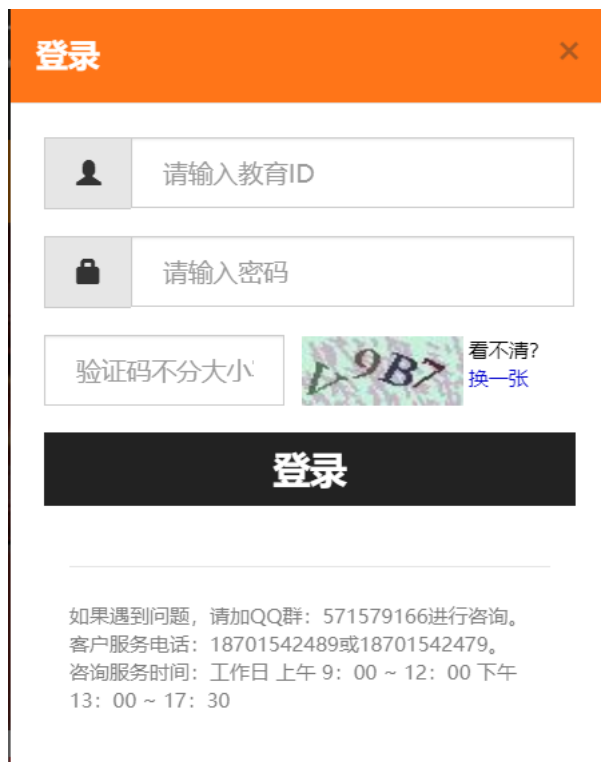 登录
×
请输入教育ID
请输入密码
验证码不分大小
看不清?
换一张
登录
如果遇到问题，请加QQ群：571579166进行咨询。
客户服务电话：18701542489或18701542479。
咨询服务时间：工作日 上午 9：00 ~ 12：00 下午
13：00 ~ 17：30